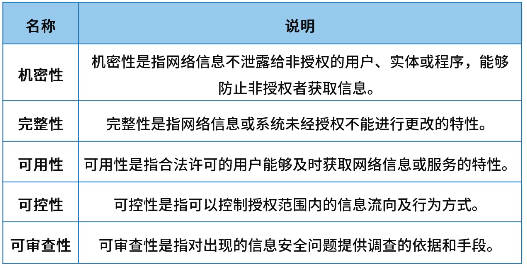 名称 说明
机密性 机密性是指网络信息不泄露给非授权的用户、实体或程序，能够
防止非授权者获取信息。
完整性 完整性是指网络信息或系统未经授权不能进行更改的特性。
可用性 可用性是指合法许可的用户能够及时获取网络信息或服务的特性。
可控性 可控性是指可以控制授权范围内的信息流向及行为方式。
可审查性 可审查性是指对出现的信息安全问题提供调查的依据和手段。